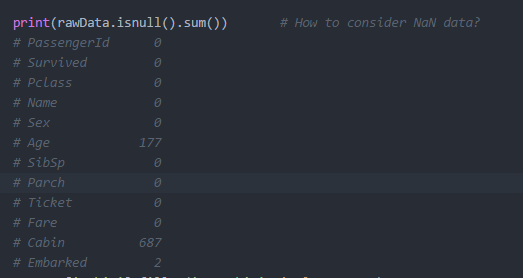 print(rawData.isnull().sum()) # How to consider NaN data?
# PassengerId 0
# Survived 0
# Pclass 0
# Name 0
# Sex 0
# Age 177
# SibSp 0
# Parch 0
# Ticket 0
# Fare 0
# Cabin 687
# Embarked 2